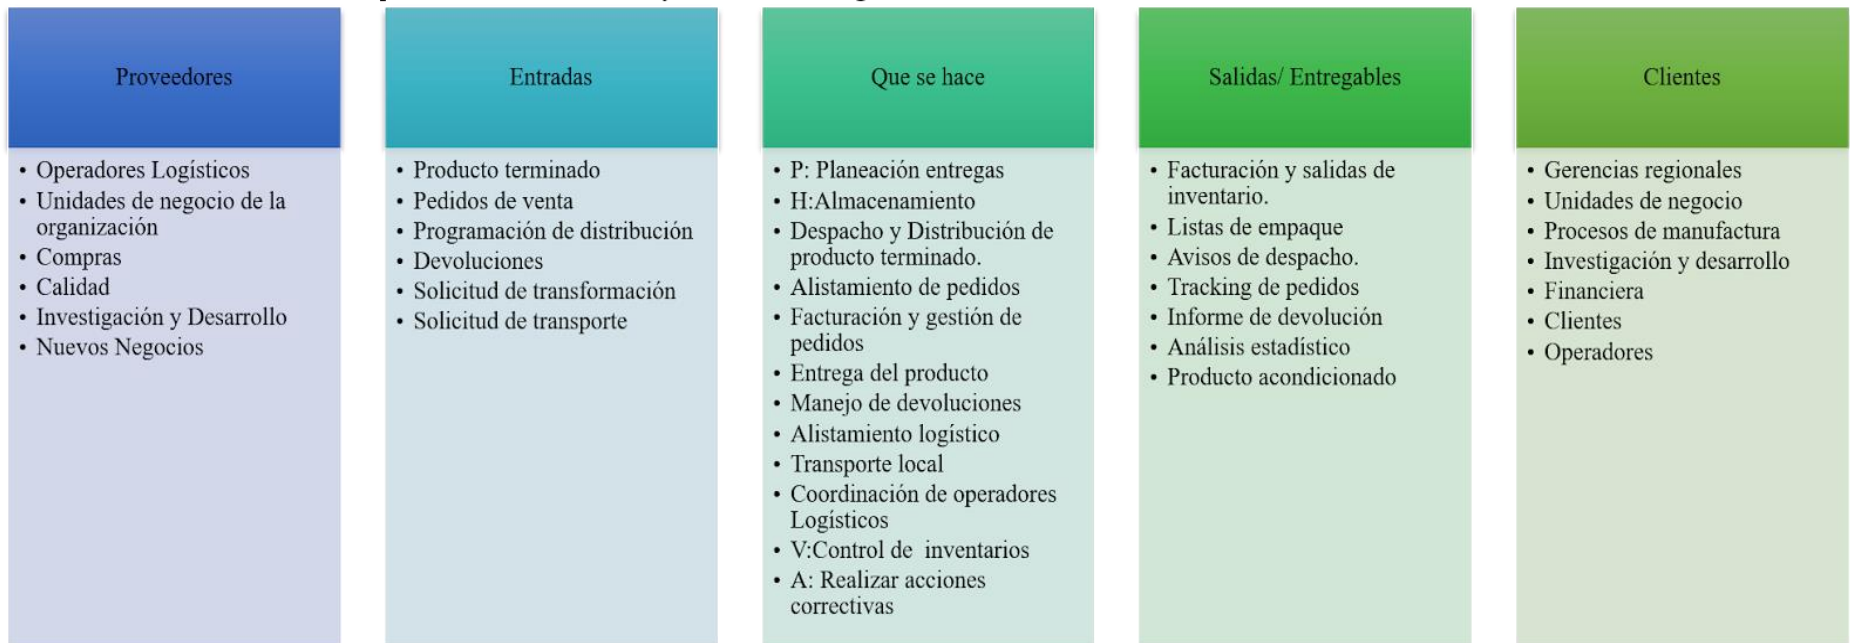 Proveedores
• Operadores Logísticos
• Unidades de negocio de la
organización
• Compras
• Calidad
• Investigación y Desarrollo
• Nuevos Negocios
Entradas
• Producto terminado
• Pedidos de venta
• Programación de distribución
• Devoluciones
• Solicitud de transformación
• Solicitud de transporte
Que se hace
• P: Planeación entregas
• H:Almacenamiento
• Despacho y Distribución de
producto terminado.
• Alistamiento de pedidos
• Facturación y gestión de
pedidos
• Entrega del producto
• Manejo de devoluciones
• Alistamiento logístico
• Transporte local
• Coordinación de operadores
Logísticos
• V:Control de inventarios
• A: Realizar acciones
correctivas
Salidas/ Entregables
• Facturación y salidas de
inventario.
• Listas de empaque
• Avisos de despacho.
• Tracking de pedidos
• Informe de devolución
• Análisis estadístico
• Producto acondicionado
Clientes
• Gerencias regionales
• Unidades de negocio
• Procesos de manufactura
• Investigación y desarrollo
• Financiera
• Clientes
• Operadores